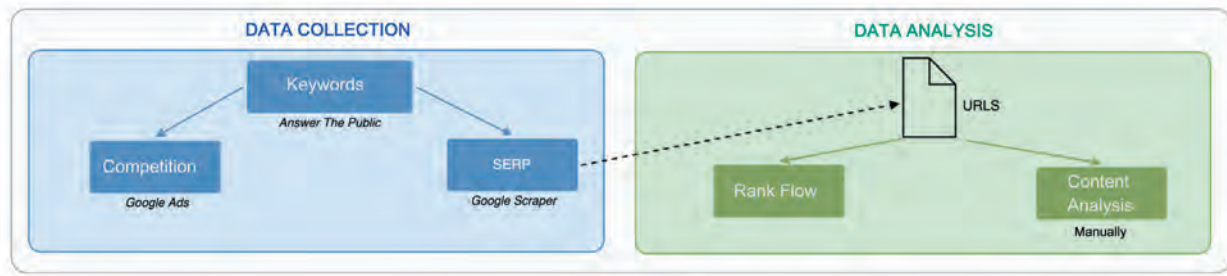 DATA COLLECTION
Keywords
Answer The Public
Competition
Google Ads
SERP
Google Scraper
DATA ANALYSIS
URLS
Rank Flow
Content
Analysis
Manually